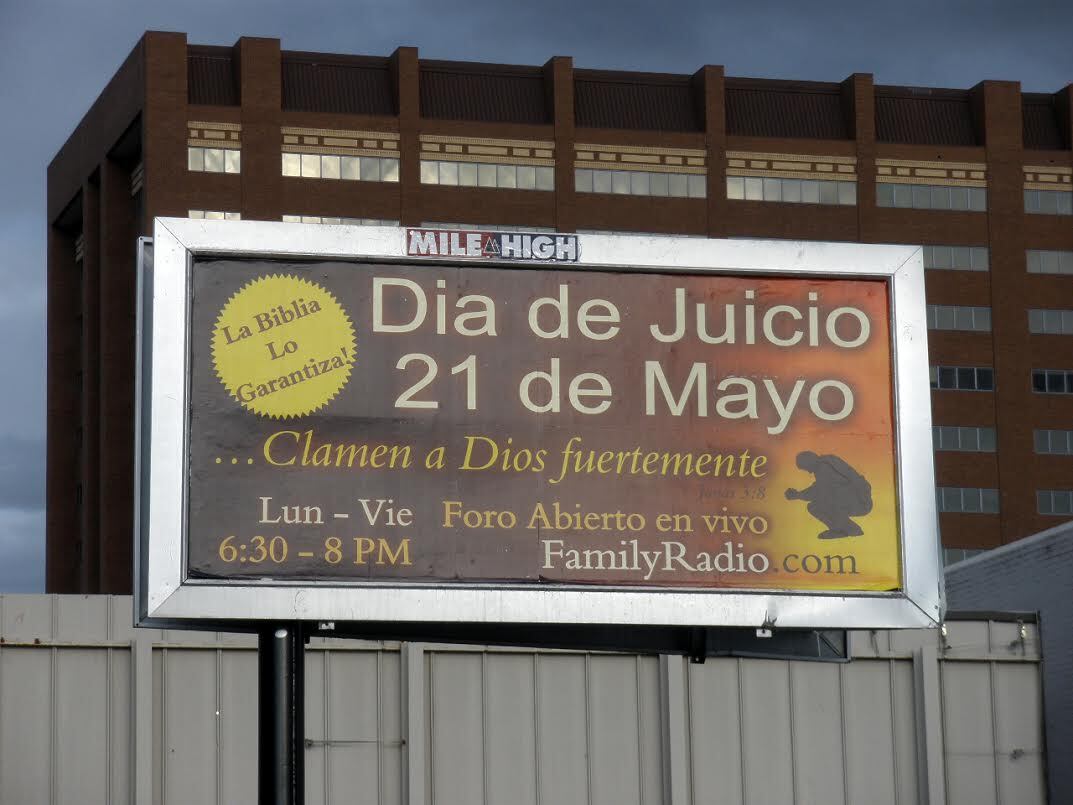 MILE HIGH
La Biblia
Lo
Garantiza!
Dia de Juicio
21 de Mayo
...Clamen a Dios fuertemente
Jonás 3:8
Lun - Vie
6:30 - 8 PM
Foro Abierto en vivo
FamilyRadio.com